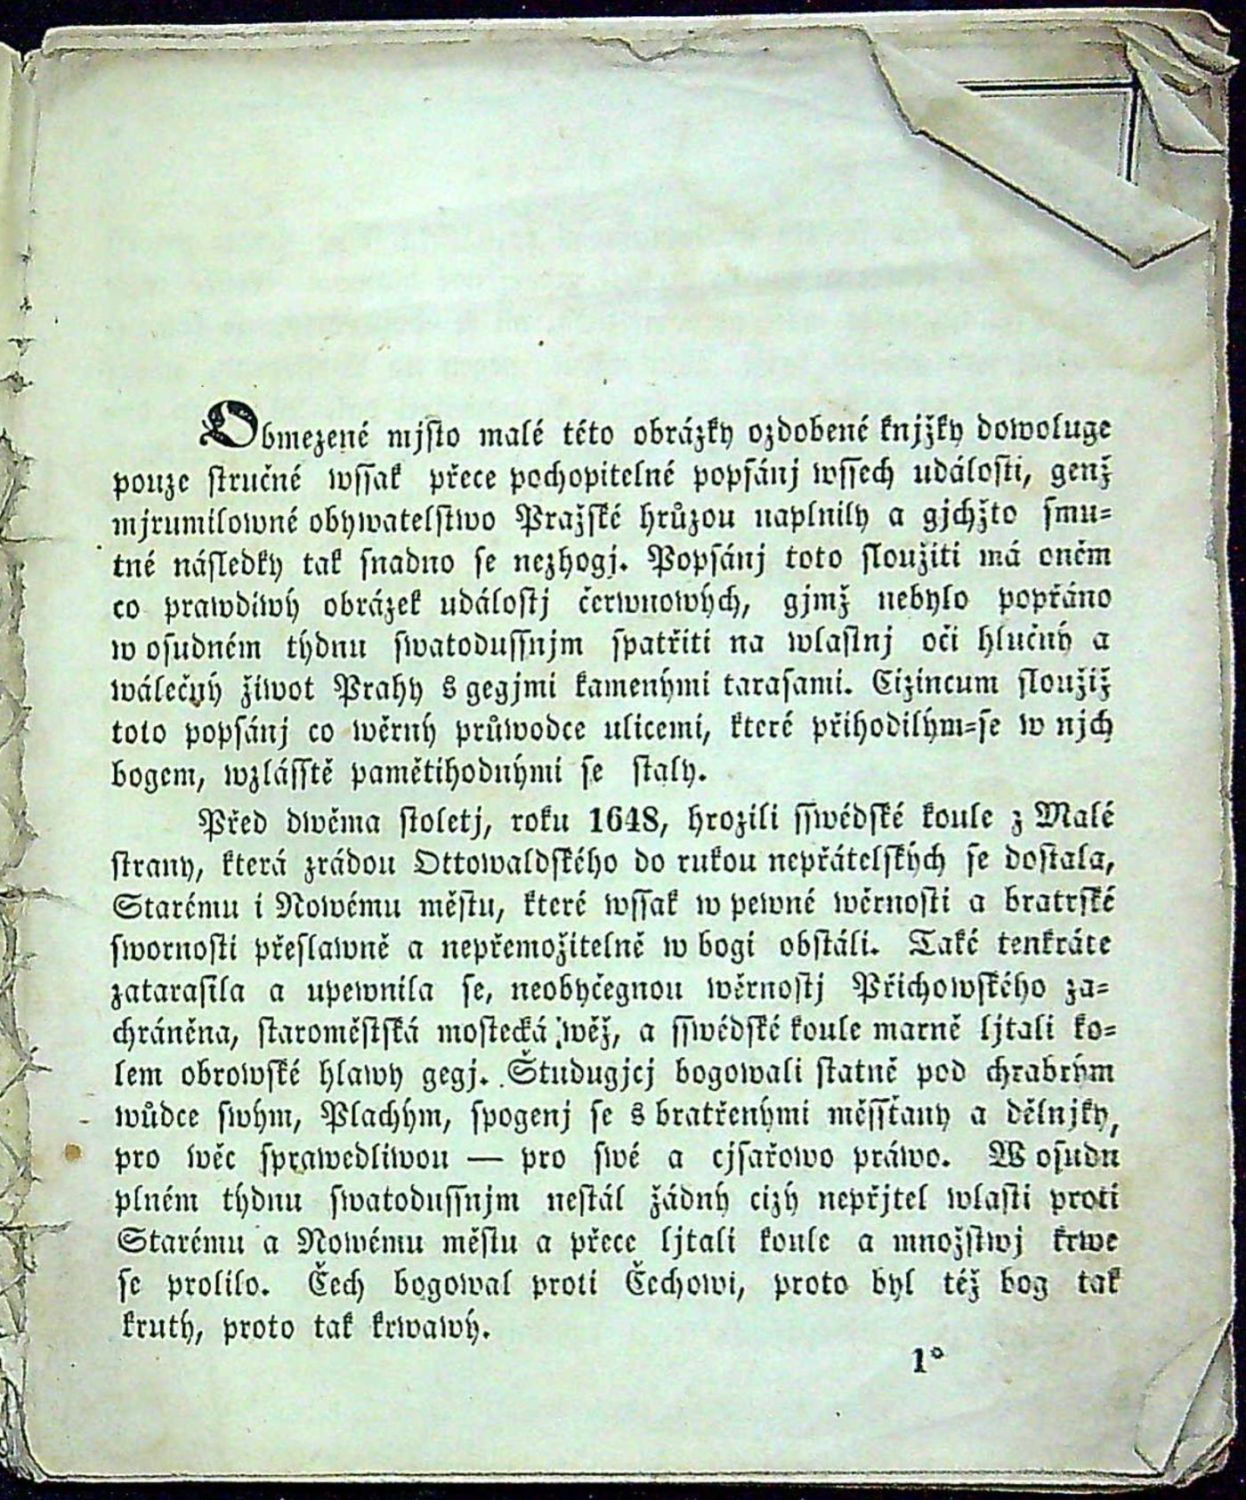 Obmezené mjsto malé této obrázky ozdobené knjžky dowoluge
pouze stručné wssak přece pochopitelné popsánj wssech událostí, genž
mjrumilowné obywatelstwo Pražské hrůzou naplnily a gjchžto smu=
tné následky tak snadno se nezhogj. Popsánj toto sloužiti má oněm
co prawdiwý obrázek událostj čerwnowých, gjmž nebylo popřáno
w osudném týdnu swatodussnjm spatřiti na wlastnj oči hlučný a
wálečný žiwot Prahy s gegjmi kamenými tarasami. Cizincum služiž
toto popsánj co wěrný průwodce ulicemi, které přihodilým=se w njch
bogem, wzlásstě pamětihodnými se staly.
Před dwěma stoletj, roku 1648, hrozili sswédské koule z Malé
strany, která zrádou Ottowaldského do rukou nepřátelských se dostala,
Starému i Nowému městu, které wssak w pewné wěrnosti a bratrské
swornosti přeslawně a nepřemožitelně w bogi obstáli. Také tenkráte
zatarasila a upewnila se, neobyčegnou wěrnostj Přichowského za=
chráněna, staroměstská mostecká wěž, a sswédské koule marně ljtali ko=
lem obrowské hlawy gegj. Študugjcj bogowali statně pod chrabrým
wůdce swým, Plachým, spogenj se s bratřenými měsstany a dělnjky,
pro wěc sprawedliwou — pro swé a cjsařowo práwo. W osudu
plném týdnu swatodussnjm nestál žádný cizý nepřjtel wlasti proti
Starému a Nowému městu a přece ljtali koule a množstwj krwe
se prolilo. Čech bogowal proti Čechowi, proto byl též bog tak
krutý, proto tak krwawý.
1°